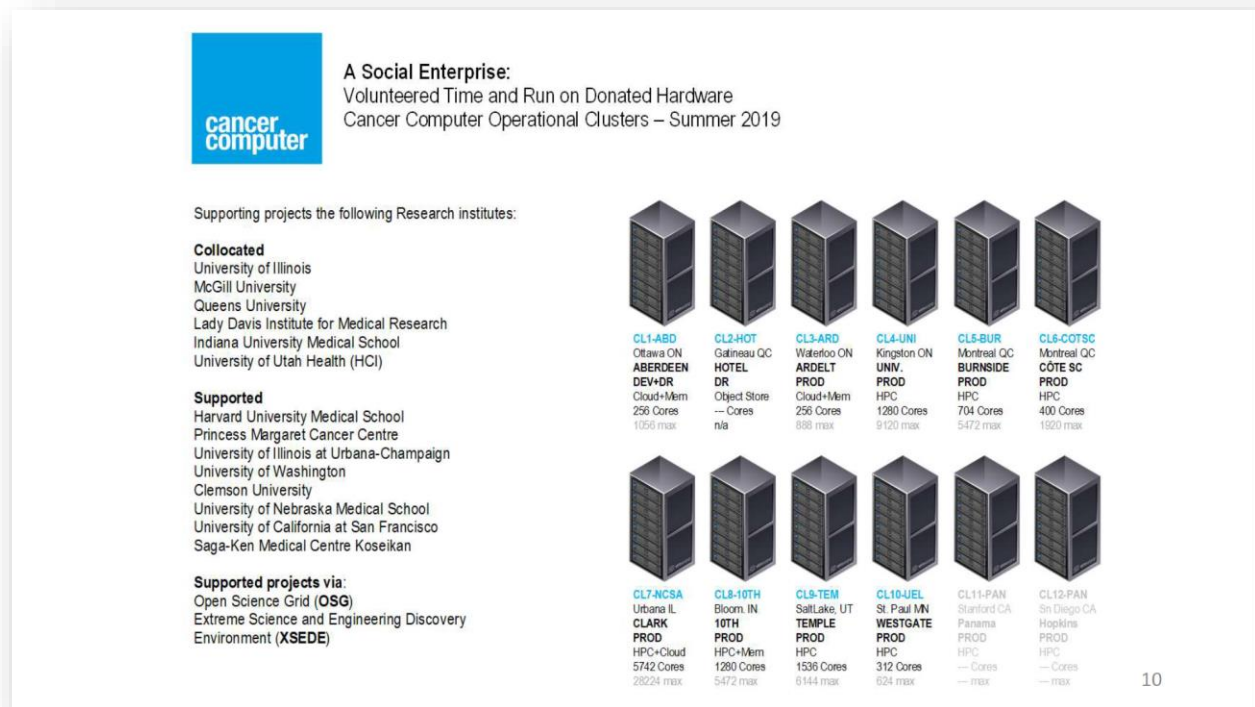 cancer
computer
A Social Enterprise:
Volunteered Time and Run on Donated Hardware
Cancer Computer Operational Clusters – Summer 2019
Supporting projects the following Research institutes:
Collocated
University of Illinois
McGill University
Queens University
Lady Davis Institute for Medical Research
Indiana University Medical School
University of Utah Health (HCI)
Supported
Harvard University Medical School
Princess Margaret Cancer Centre
University of Illinois at Urbana-Champaign
University of Washington
Clemson University
University of Nebraska Medical School
University of California at San Francisco
Saga-Ken Medical Centre Koseikan
Supported projects via:
Open Science Grid (OSG)
Extreme Science and Engineering Discovery
Environment (XSEDE)
CL1-ABD
Ottawa ON
ABERDEEN
DEV+DR
Cloud+Mem
256 Cores
1056 max
CL2-HOT
Gatineau QC
HOTEL
DR
Object Store
--- Cores
n/a
CL3-ARD
Waterloo ON
ARDELT
PROD
Cloud+Mem
256 Cores
888 max
CL4-UNI
Kingston ON
UNIV.
PROD
HPC
1280 Cores
9120 max
CL5-BUR
Montreal QC
BURNSIDE
PROD
HPC
704 Cores
5472 max
CL6-COTSC
Montreal QC
CÔTE SC
PROD
HPC
400 Cores
1920 max
CL7-NCSA
Urbana IL
CLARK
PROD
HPC+Cloud
5742 Cores
28224 max
CL8-10TH
Bloom. IN
10TH
PROD
HPC+Mem
1280 Cores
5472 max
CL9-TEM
SaltLake, UT
TEMPLE
PROD
HPC
1536 Cores
6144 max
CL10-UEL
St. Paul MN
WESTGATE
PROD
HPC
312 Cores
624 max
CL11-PAN
Stanford CA
Panama
PROD
HPC
--- Cores
--- max
CL12-PAN
Sn Diego CA
Hopkins
PROD
HPC
--- Cores
--- max
10